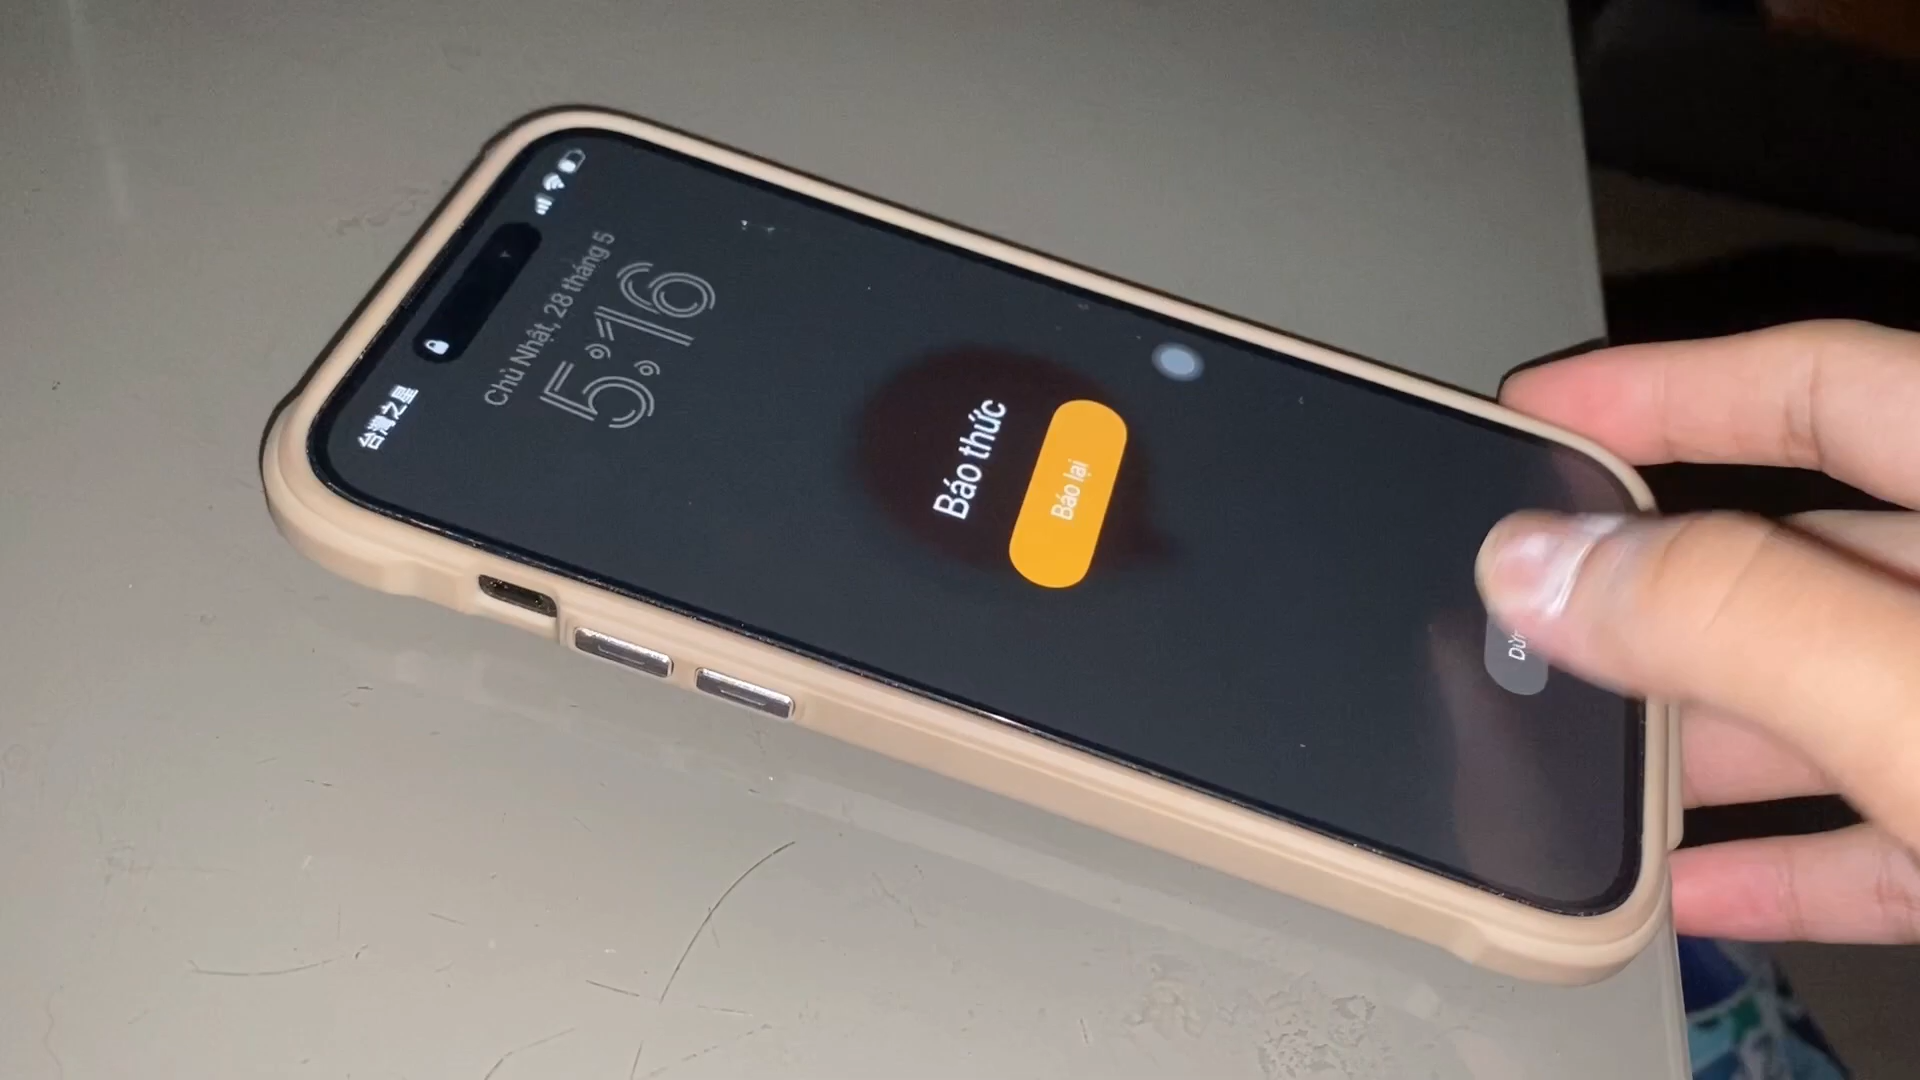 台灣之星
Chủ Nhật, 28 tháng 5
5:16
Báo thức
Báo lại